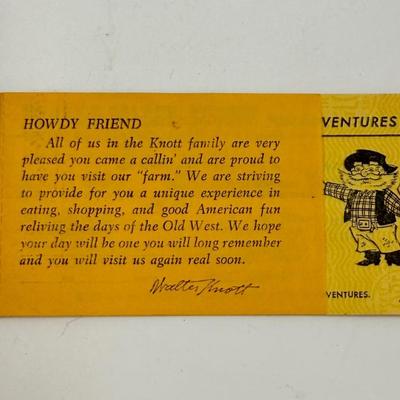 HOWDY FRIEND
All of us in the Knott family are very
pleased you came a callin' and are proud to
have you visit our "farm." We are striving
to provide for you a unique experience in
eating, shopping, and good American fun
reliving the days of the Old West. We hope
your day will be one you will long remember
and you will visit us again real soon.
Walter Knott
VENTURES
VENTURES.